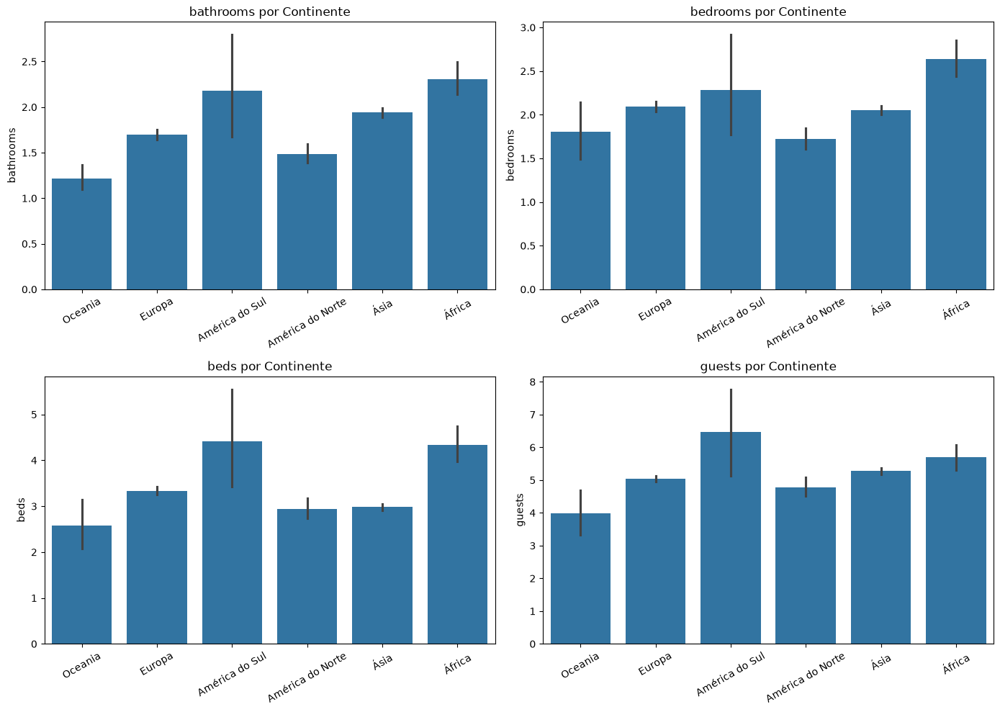 bathrooms por Continente
bathrooms
2.5
2.0
1.5
1.0
0.5
0.0
Oceania
Europa
América do Sul
América do Norte
Ásia
África
bedrooms por Continente
bedrooms
3.0
2.5
2.0
1.5
1.0
0.5
0.0
Oceania
Europa
América do Sul
América do Norte
Ásia
África
beds por Continente
beds
5
4
3
2
1
0
Oceania
Europa
América do Sul
América do Norte
Ásia
África
guests por Continente
guests
8
7
6
5
4
3
2
1
0
Oceania
Europa
América do Sul
América do Norte
Ásia
África